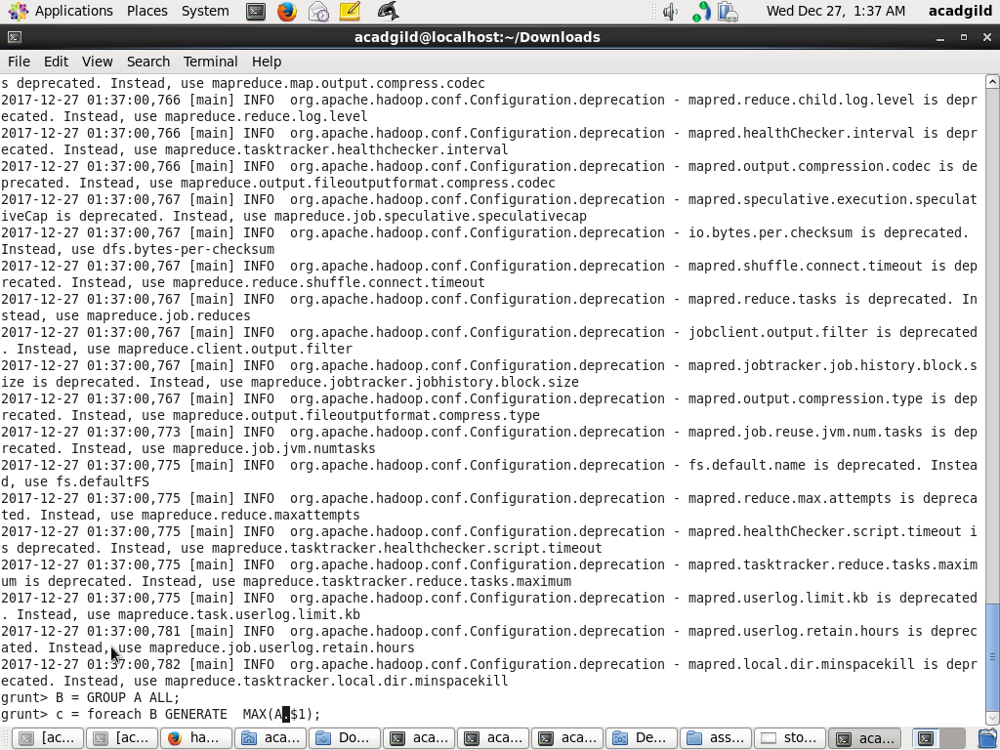 Applications Places System Wed Dec 27, 1:37 AM acadgild
acadgild@localhost:~/Downloads
File Edit View Search Terminal Help
s deprecated. Instead, use mapreduce.map.output.compress.codec
2017-12-27 01:37:00,766 [main] INFO  org.apache.hadoop.conf.Configuration.deprecation - mapred.reduce.child.log.level is depr
ecated. Instead, use mapreduce.reduce.log.level
2017-12-27 01:37:00,766 [main] INFO  org.apache.hadoop.conf.Configuration.deprecation - mapred.healthChecker.interval is depr
ecated. Instead, use mapreduce.tasktracker.healthchecker.interval
2017-12-27 01:37:00,766 [main] INFO  org.apache.hadoop.conf.Configuration.deprecation - mapred.output.compression.codec is de
precated. Instead, use mapreduce.output.fileoutputformat.compress.codec
2017-12-27 01:37:00,767 [main] INFO  org.apache.hadoop.conf.Configuration.deprecation - mapred.speculative.execution.speculat
iveCap is deprecated. Instead, use mapreduce.job.speculative.speculativecap
2017-12-27 01:37:00,767 [main] INFO  org.apache.hadoop.conf.Configuration.deprecation - io.bytes.per.checksum is deprecated.
Instead, use dfs.bytes-per-checksum
2017-12-27 01:37:00,767 [main] INFO  org.apache.hadoop.conf.Configuration.deprecation - mapred.shuffle.connect.timeout is dep
recated. Instead, use mapreduce.reduce.shuffle.connect.timeout
2017-12-27 01:37:00,767 [main] INFO  org.apache.hadoop.conf.Configuration.deprecation - mapred.reduce.tasks is deprecated. In
stead, use mapreduce.job.reduces
2017-12-27 01:37:00,767 [main] INFO  org.apache.hadoop.conf.Configuration.deprecation - jobclient.output.filter is deprecated
. Instead, use mapreduce.client.output.filter
2017-12-27 01:37:00,767 [main] INFO  org.apache.hadoop.conf.Configuration.deprecation - mapred.jobtracker.job.history.block.s
ize is deprecated. Instead, use mapreduce.jobtracker.jobhistory.block.size
2017-12-27 01:37:00,767 [main] INFO  org.apache.hadoop.conf.Configuration.deprecation - mapred.output.compression.type is dep
recated. Instead, use mapreduce.output.fileoutputformat.compress.type
2017-12-27 01:37:00,773 [main] INFO  org.apache.hadoop.conf.Configuration.deprecation - mapred.job.reuse.jvm.num.tasks is dep
recated. Instead, use mapreduce.job.jvm.numtasks
2017-12-27 01:37:00,775 [main] INFO  org.apache.hadoop.conf.Configuration.deprecation - fs.default.name is deprecated. Instea
d, use fs.defaultFS
2017-12-27 01:37:00,775 [main] INFO  org.apache.hadoop.conf.Configuration.deprecation - mapred.reduce.max.attempts is depreca
ted. Instead, use mapreduce.reduce.maxattempts
2017-12-27 01:37:00,775 [main] INFO  org.apache.hadoop.conf.Configuration.deprecation - mapred.healthChecker.script.timeout i
s deprecated. Instead, use mapreduce.tasktracker.healthchecker.script.timeout
2017-12-27 01:37:00,775 [main] INFO  org.apache.hadoop.conf.Configuration.deprecation - mapred.tasktracker.reduce.tasks.maxim
um is deprecated. Instead, use mapreduce.tasktracker.reduce.tasks.maximum
2017-12-27 01:37:00,775 [main] INFO  org.apache.hadoop.conf.Configuration.deprecation - mapred.userlog.limit.kb is deprecated
. Instead, use mapreduce.task.userlog.limit.kb
2017-12-27 01:37:00,781 [main] INFO  org.apache.hadoop.conf.Configuration.deprecation - mapred.userlog.retain.hours is deprec
ated. Instead, use mapreduce.job.userlog.retain.hours
2017-12-27 01:37:00,782 [main] INFO  org.apache.hadoop.conf.Configuration.deprecation - mapred.local.dir.minspacekill is depr
ecated. Instead, use mapreduce.tasktracker.local.dir.minspacekill
grunt> B = GROUP A ALL;
grunt> c = foreach B GENERATE  MAX(A.$1);
[ac... [ac... ha... aca... Do... aca... aca... aca... De... ass... sto... aca...